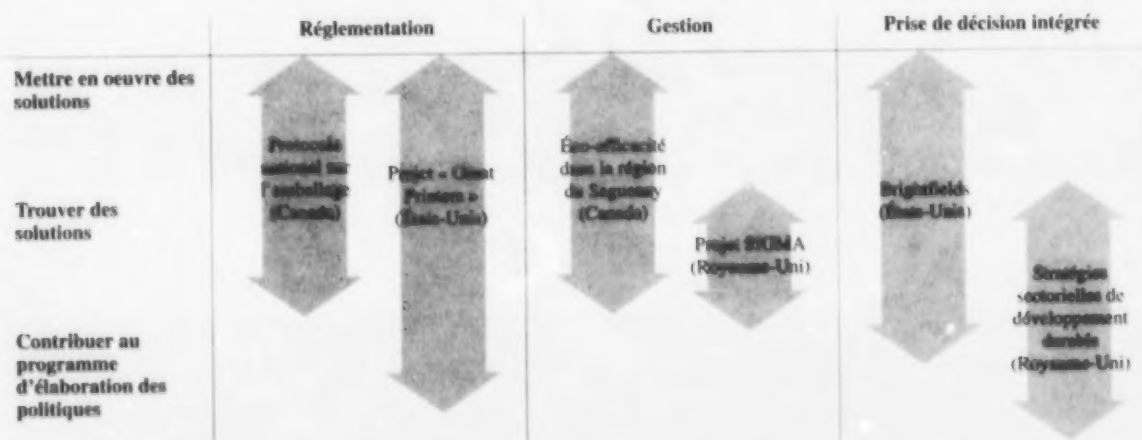 Réglementation
Gestion
Prise de décision intégrée
Mettre en oeuvre des
solutions
Trouver des
solutions
Contribuer au
programme
d'élaboration des
politiques
Protocole
national sur
l'emballage
(Canada)
Projet « Great
Printers »
(États-Unis)
Éco-efficacité
dans la région
du Saguenay
(Canada)
Projet SIGMA
(Royaume-Uni)
Brightfields
(États-Unis)
Stratégies
sectorielles de
développement
durable
(Royaume-Uni)